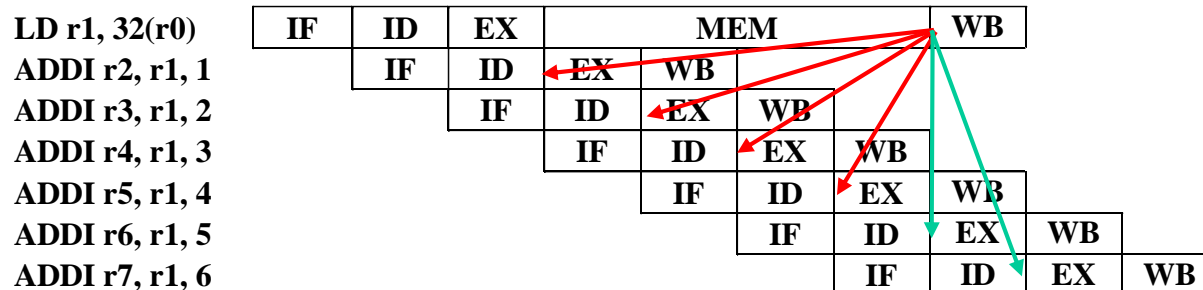 LD r1, 32(r0) IF ID EX MEM WB
ADDI r2, r1, 1 IF ID EX WB
ADDI r3, r1, 2 IF ID EX WB
ADDI r4, r1, 3 IF ID EX WB
ADDI r5, r1, 4 IF ID EX WB
ADDI r6, r1, 5 IF ID EX WB
ADDI r7, r1, 6 IF ID EX WB